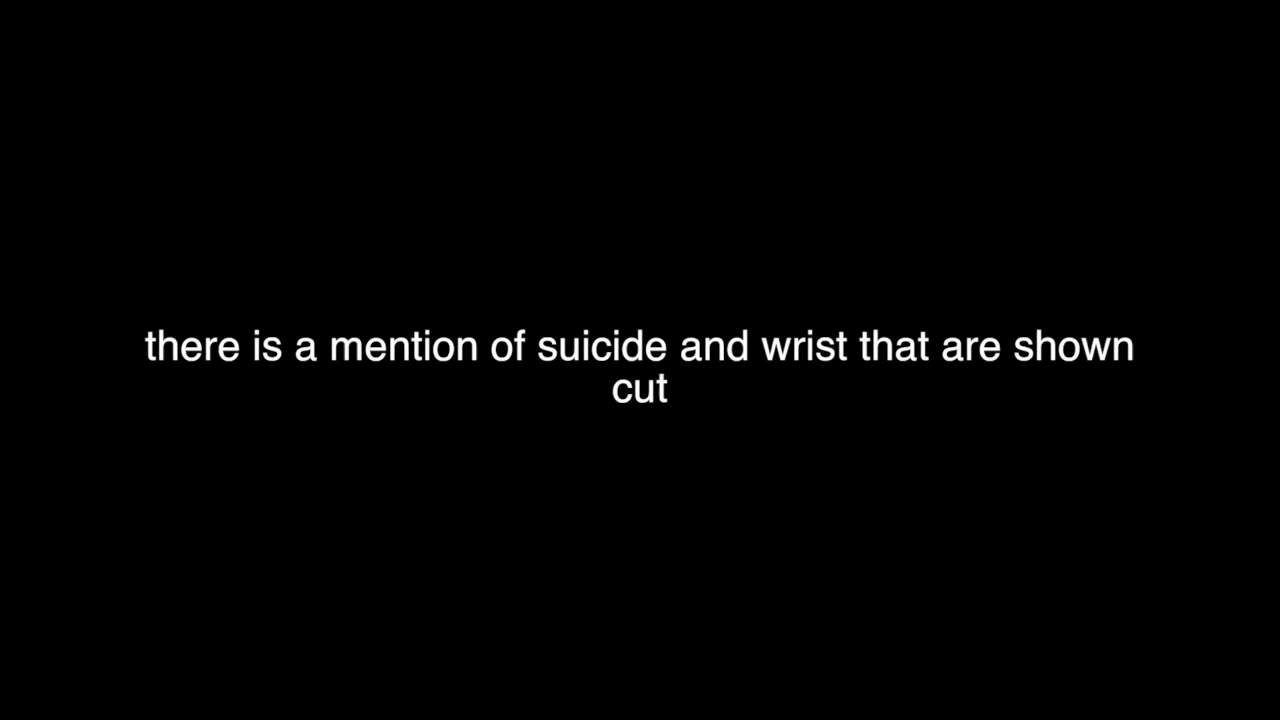 there is a mention of suicide and wrist that are shown
cut